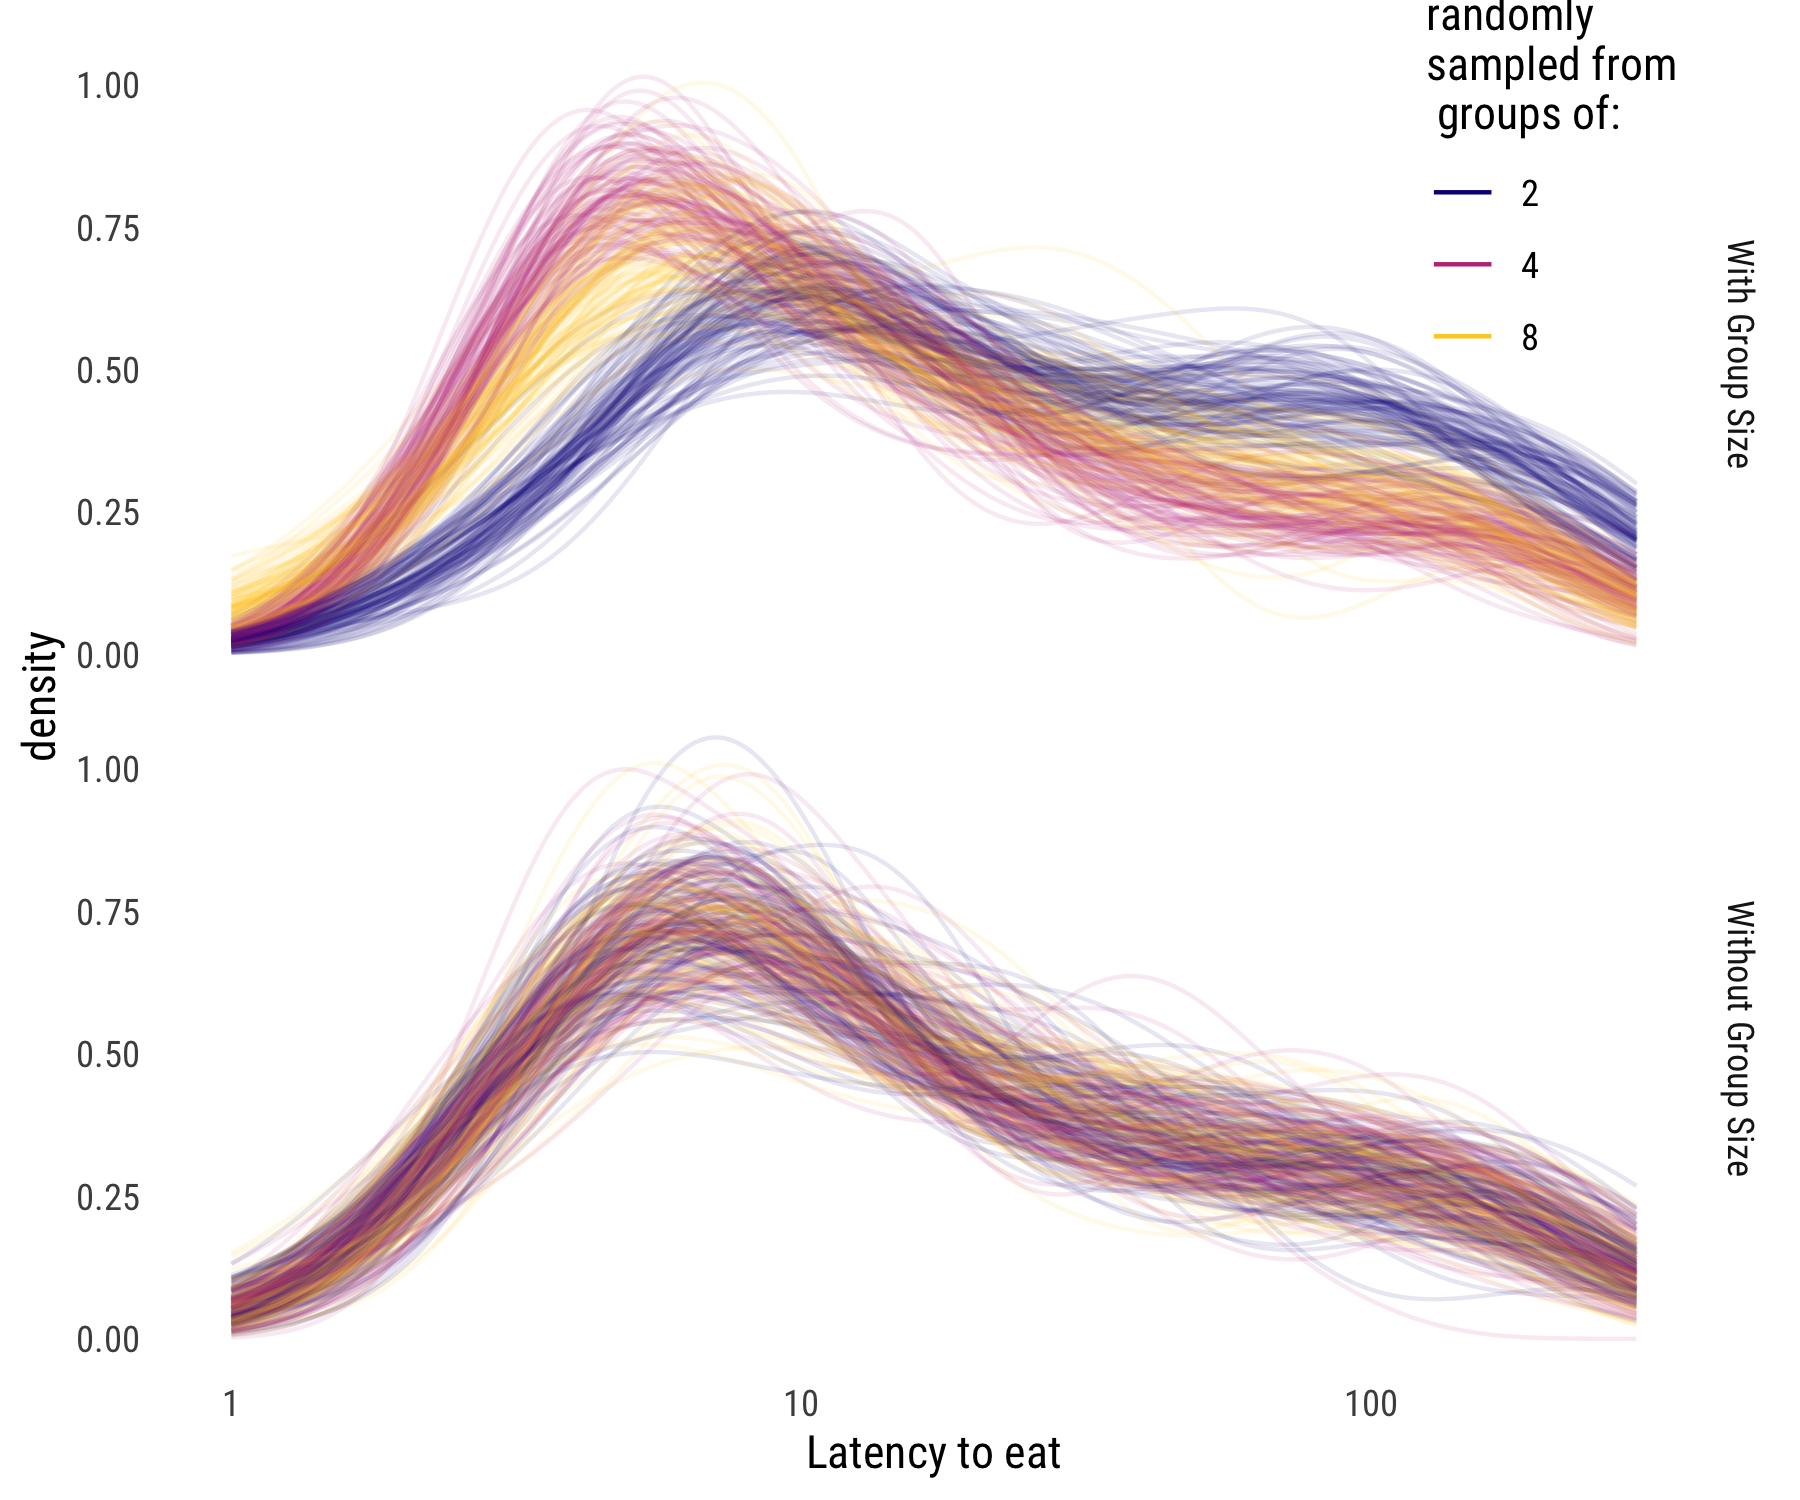 randomly
sampled from
groups of:
2
4
8
1.00
0.75
0.50
0.25
0.00
With Group Size
density
1.00
0.75
0.50
0.25
0.00
Without Group Size
1 10 100
Latency to eat